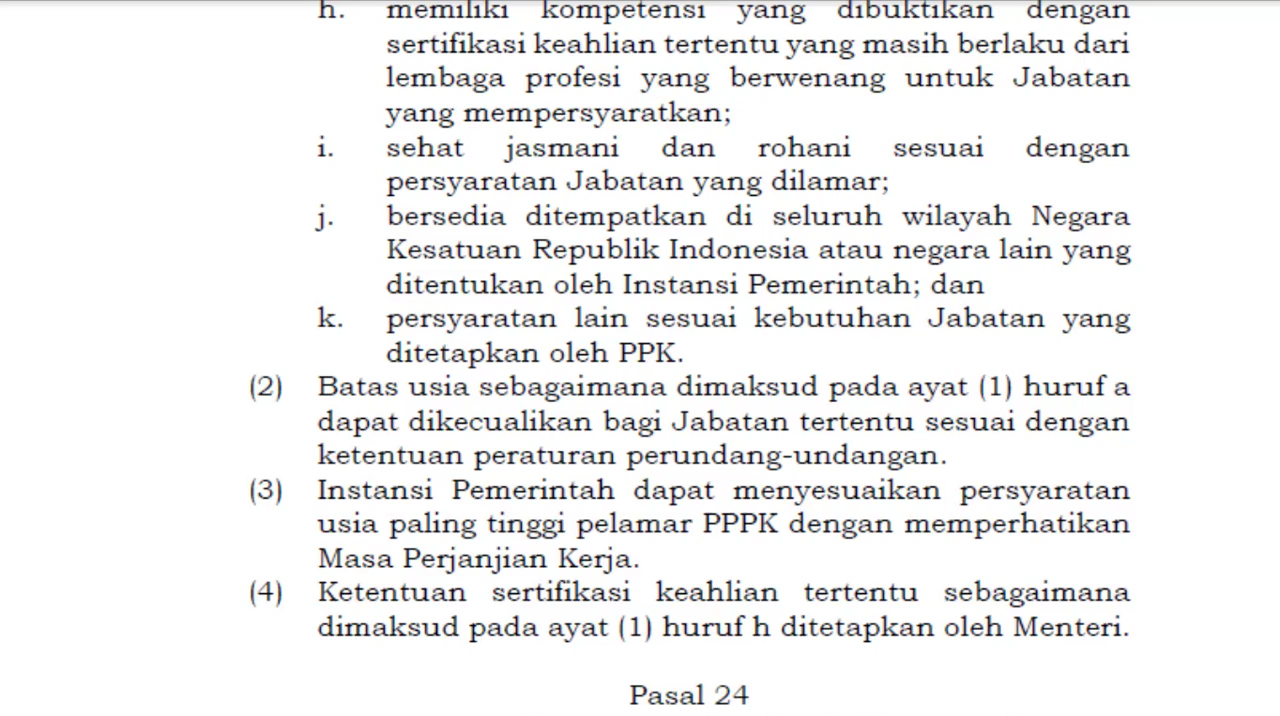 h. memiliki kompetensi yang dibuktikan dengan
sertifikasi keahlian tertentu yang masih berlaku dari
lembaga profesi yang berwenang untuk Jabatan
yang mempersyaratkan;
i. sehat jasmani dan rohani sesuai dengan
persyaratan Jabatan yang dilamar;
j. bersedia ditempatkan di seluruh wilayah Negara
Kesatuan Republik Indonesia atau negara lain yang
ditentukan oleh Instansi Pemerintah; dan
k. persyaratan lain sesuai kebutuhan Jabatan yang
ditetapkan oleh PPK.
(2) Batas usia sebagaimana dimaksud pada ayat (1) huruf a
dapat dikecualikan bagi Jabatan tertentu sesuai dengan
ketentuan peraturan perundang-undangan.
(3) Instansi Pemerintah dapat menyesuaikan persyaratan
usia paling tinggi pelamar PPPK dengan memperhatikan
Masa Perjanjian Kerja.
(4) Ketentuan sertifikasi keahlian tertentu sebagaimana
dimaksud pada ayat (1) huruf h ditetapkan oleh Menteri.
Pasal 24